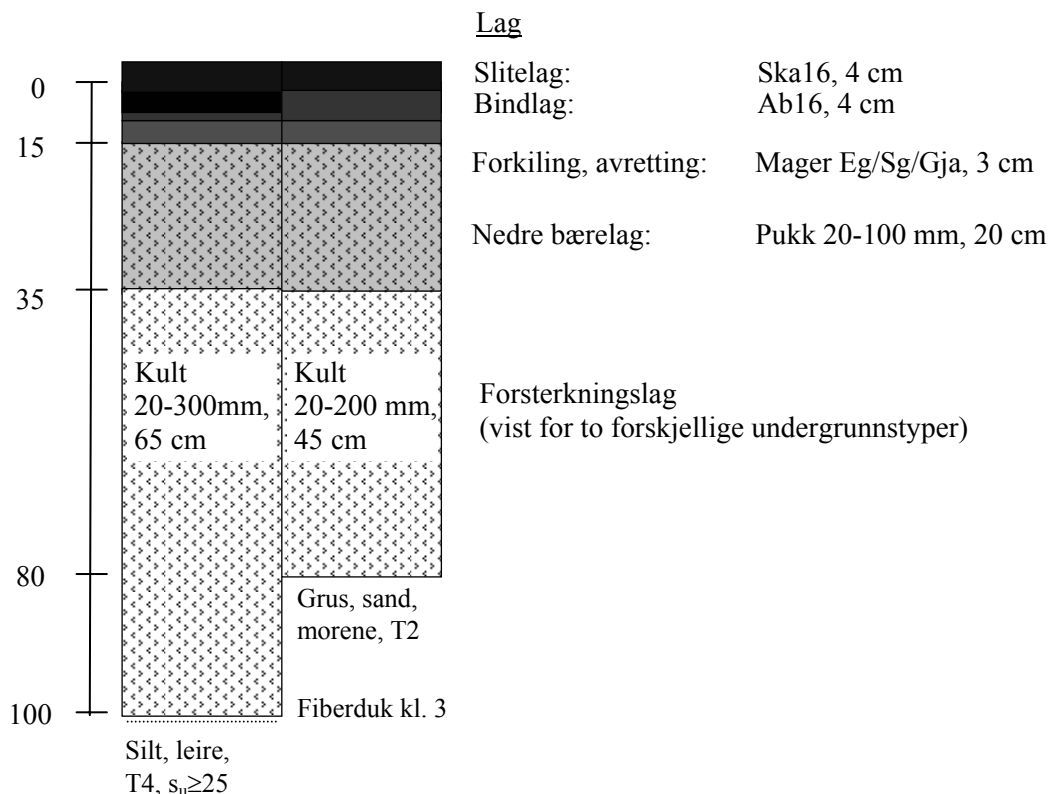 Lag
0
Slitelag: Ska16, 4 cm
Bindlag: Ab16, 4 cm
15
Forkiling, avretting: Mager Eg/Sg/Gja, 3 cm
Nedre bærelag: Pukk 20-100 mm, 20 cm
35
Kult
20-300mm,
65 cm
Kult
20-200 mm,
45 cm
Forsterkningslag
(vist for to forskjellige undergrunnstyper)
80
Grus, sand,
morene, T2
100
Fiberduk kl. 3
Silt, leire,
T4, sᵤ≥25